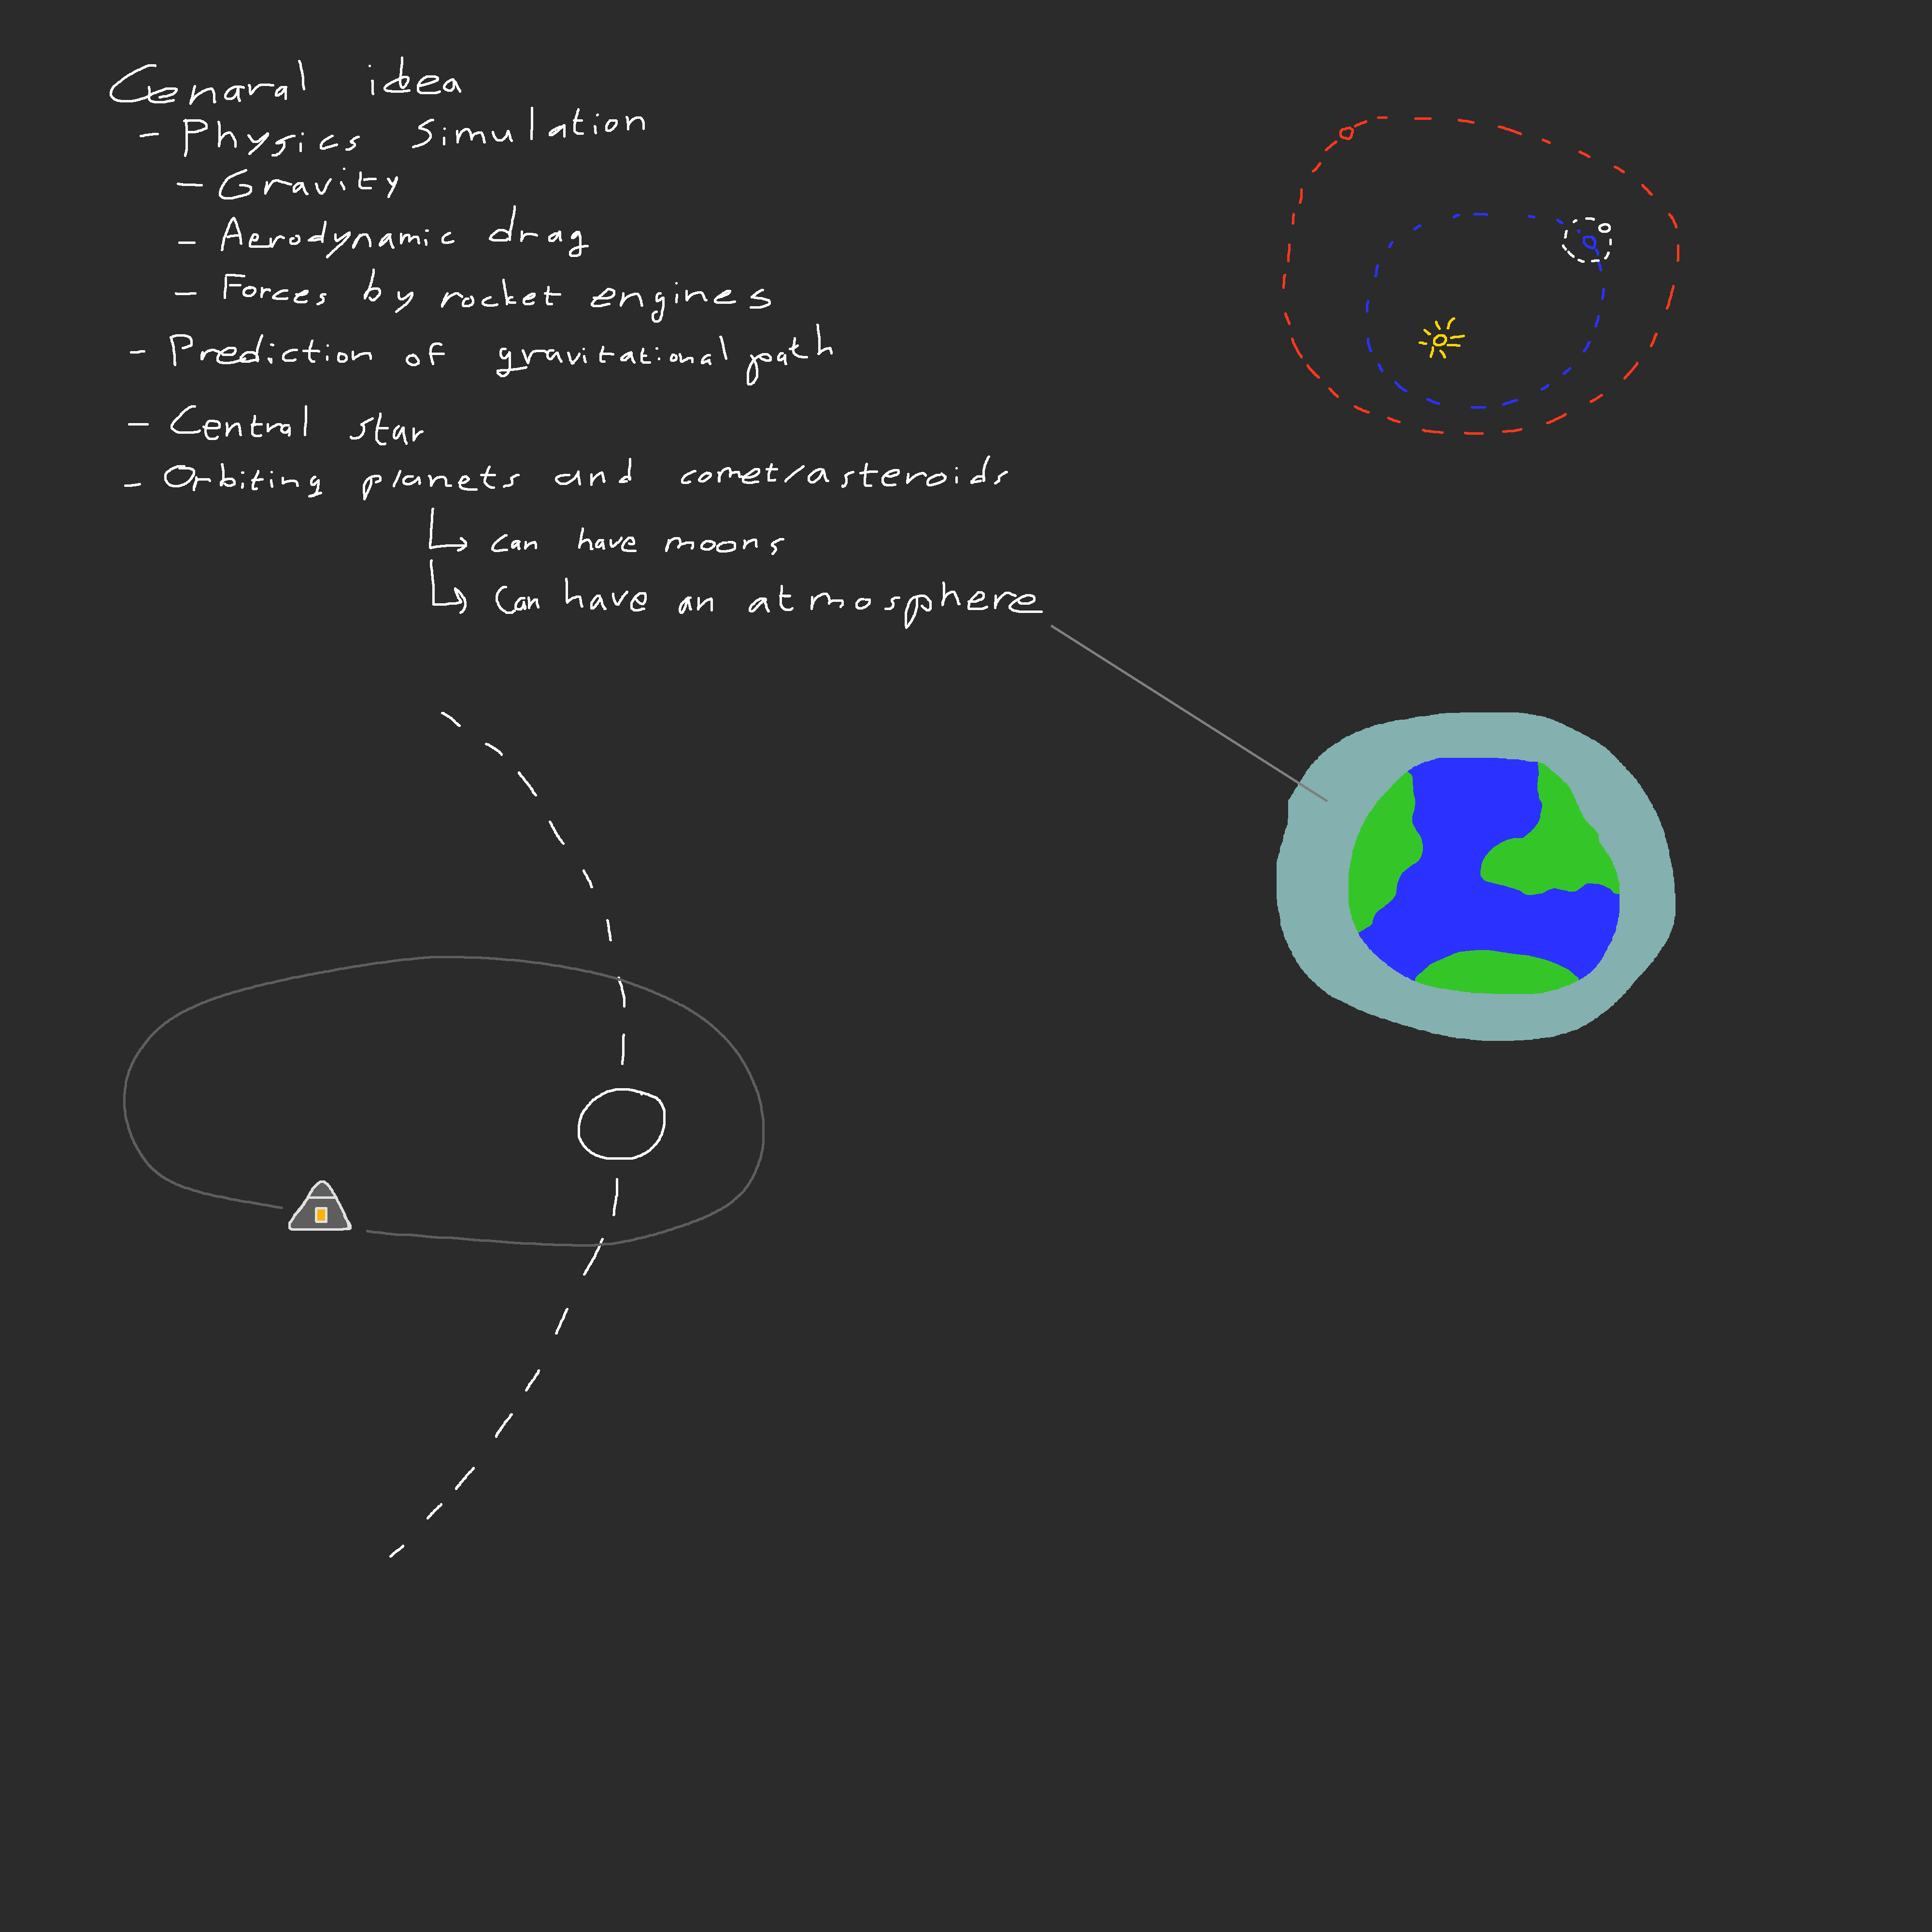 Genaral idea
- Physics simulation
- Gravity
- Aerodynamic drag
- Forces by rocket engines
- Prediction of gravitational path
- Central star
- Orbiting planets and comet/asteroids
↳ can have moons
↳ Can have an atmosphere